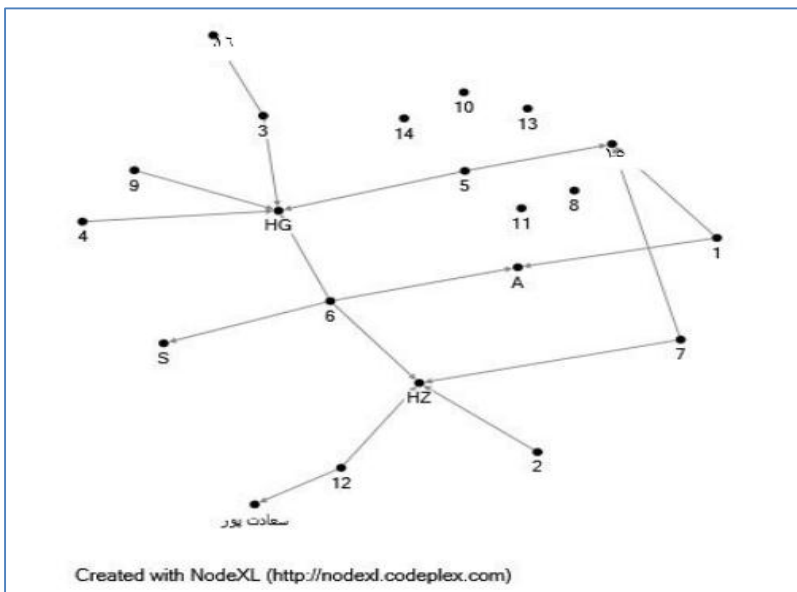 10
14
13
3
9
5
8
4
HG
11
1
A
6
S
7
HZ
2
12
سعادت پور
Created with NodeXL (http://nodexl.codeplex.com)